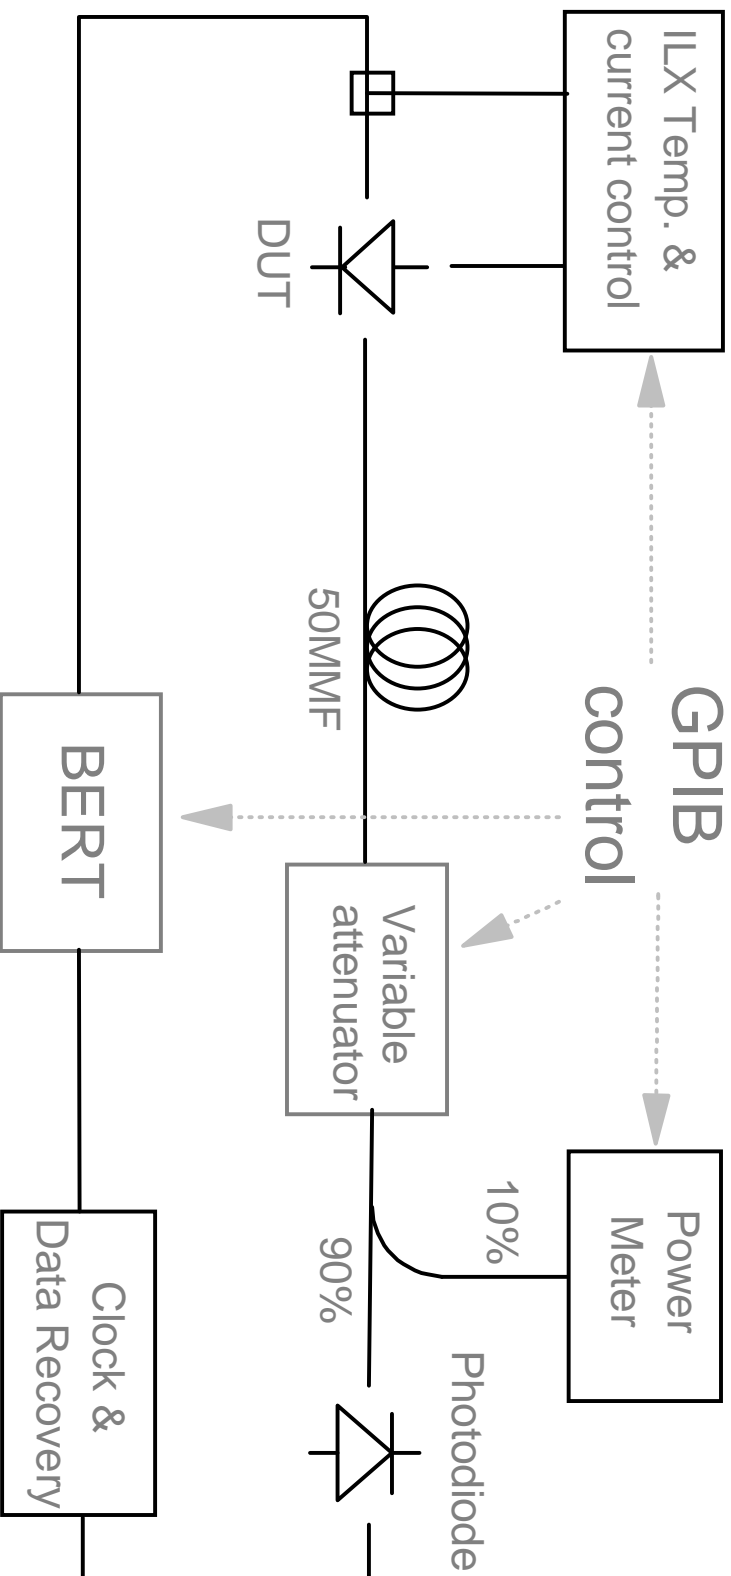 ILX Temp. &
current control
GPIB
control
Power
Meter
DUT
50MMF
Variable
attenuator
10%
90%
Photodiode
BERT
Clock &
Data Recovery